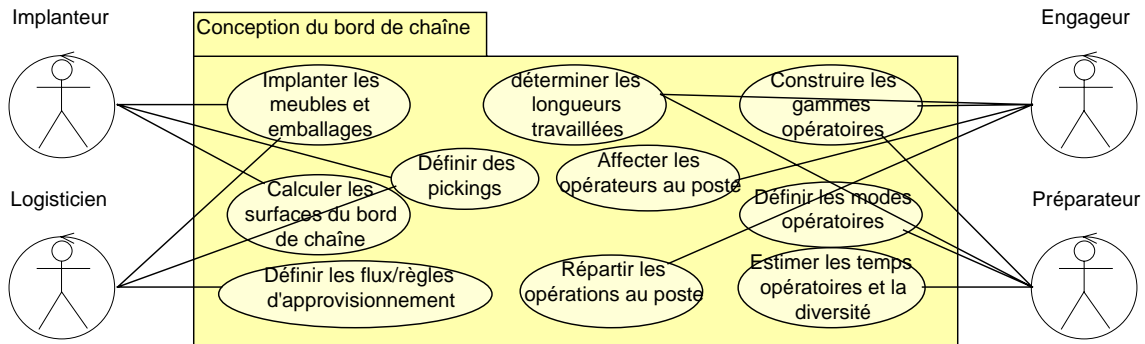 Implanteur
Conception du bord de chaîne
Engageur
Implanter les
meubles et
emballages
déterminer les
longueurs
travaillées
Construire les
gammes
opératoires
Définir des
pickings
Affecter les
opérateurs au poste
Logisticien
Calculer les
surfaces du bord
de chaîne
Définir les modes
opératoires
Préparateur
Définir les flux/règles
d'approvisionnement
Répartir les
opérations au poste
Estimer les temps
opératoires et la
diversité